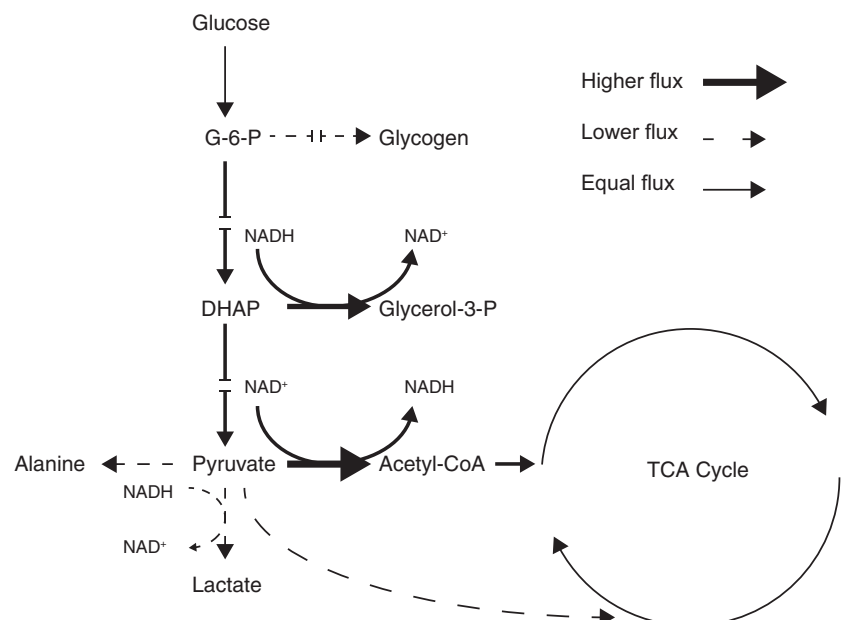 Glucose
Higher flux
G-6-P
Glycogen
Lower flux
Equal flux
NADH
NAD⁺
DHAP
Glycerol-3-P
NAD⁺
NADH
Alanine
Pyruvate
Acetyl-CoA
TCA Cycle
NADH
NAD⁺
Lactate